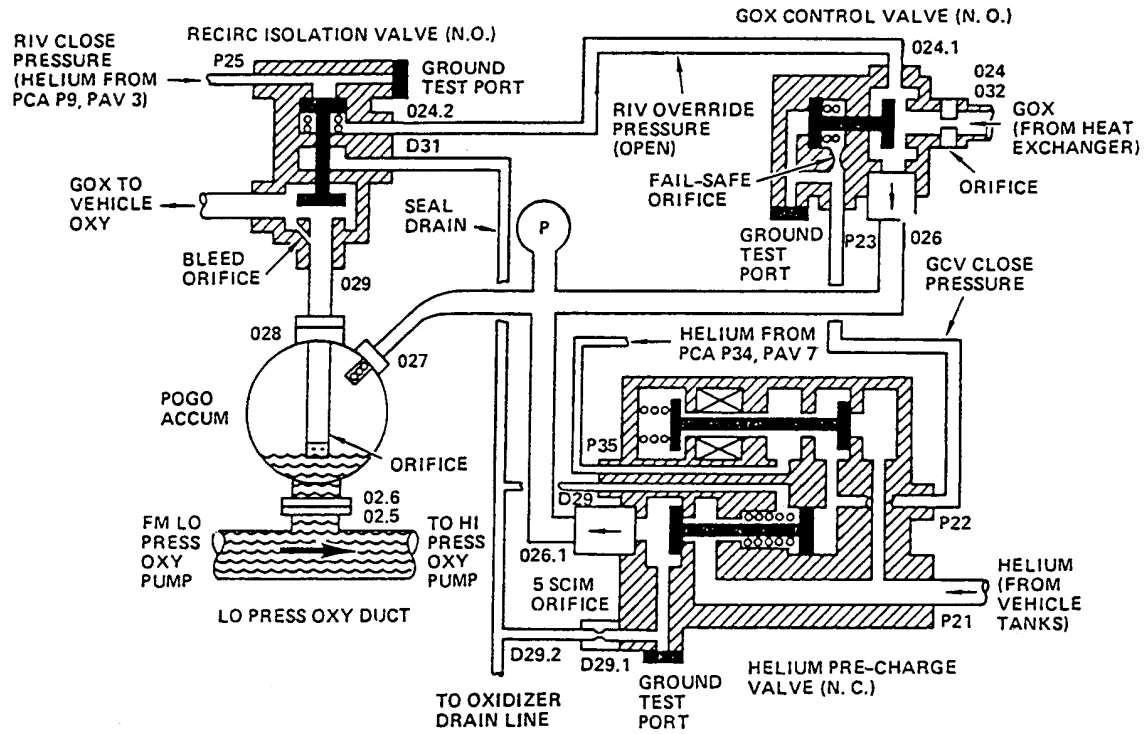 GOX CONTROL VALVE (N. O.)
RECIRC ISOLATION VALVE (N.O.)
RIV CLOSE
PRESSURE
(HELIUM FROM
PCA P9, PAV 3)
P25
GROUND
TEST PORT
024.2
D31
RIV OVERRIDE
PRESSURE
(OPEN)
024.1
024
032
GOX
(FROM HEAT
EXCHANGER)
ORIFICE
FAIL-SAFE
ORIFICE
GROUND
TEST
PORT
P23
026
GCV CLOSE
PRESSURE
GOX TO
VEHICLE
OXY
SEAL
DRAIN
P
BLEED
ORIFICE
029
028
027
POGO
ACCUM
ORIFICE
02.6
02.5
FM LO
PRESS
OXY
PUMP
TO HI
PRESS
OXY
PUMP
LO PRESS OXY DUCT
HELIUM FROM
PCA P34, PAV 7
P35
D29
026.1
P22
HELIUM
(FROM
VEHICLE
TANKS)
P21
5 SCIM
ORIFICE
D29.2
D29.1
TO OXIDIZER
DRAIN LINE
GROUND
TEST
PORT
HELIUM PRE-CHARGE
VALVE (N. C.)